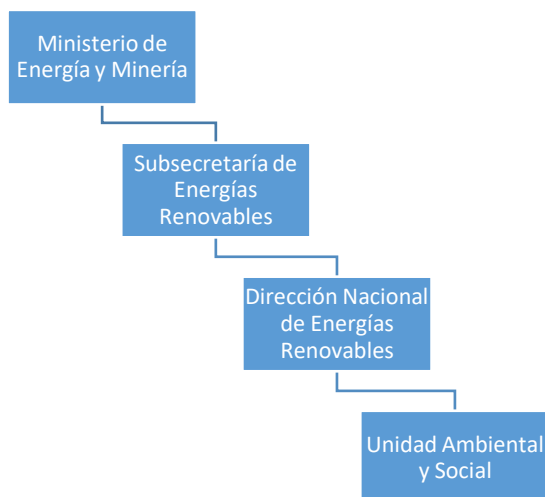 Ministerio de
Energía y Minería
Subsecretaría de
Energías
Renovables
Dirección Nacional
de Energías
Renovables
Unidad Ambiental
y Social